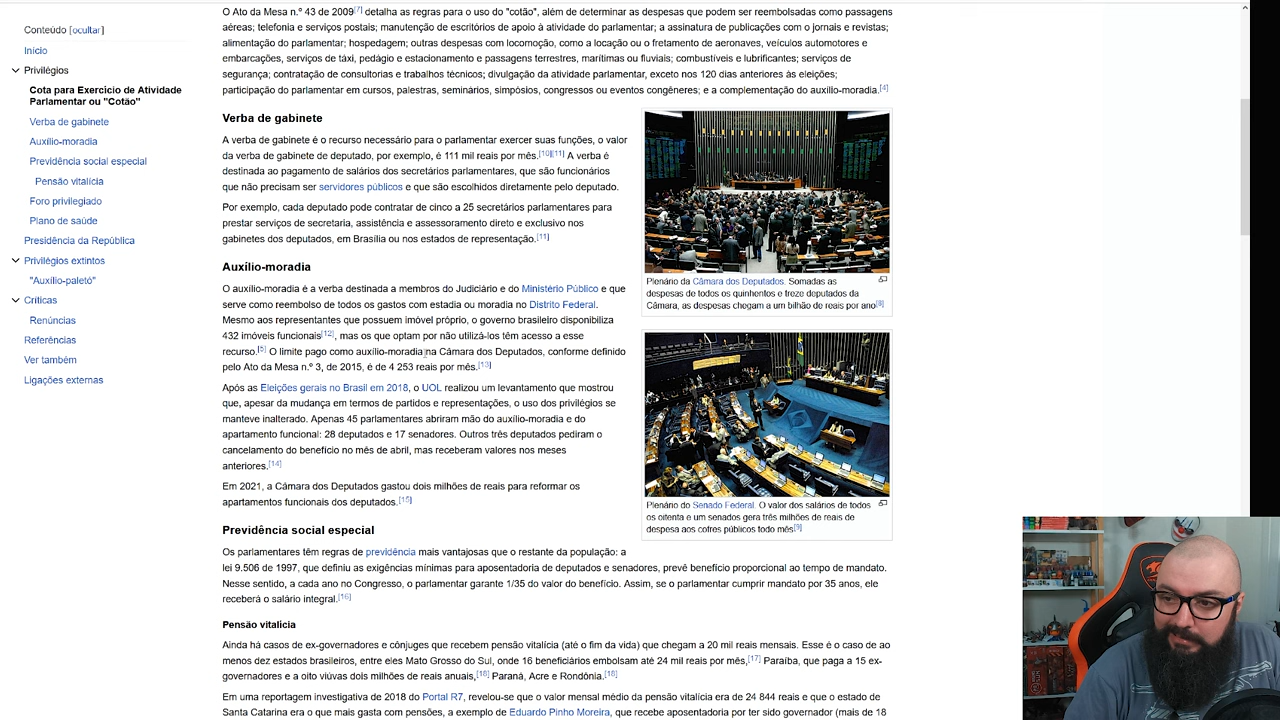 Conteúdo [ocultar]
Início
Privilégios
Cota para Exercício de Atividade
Parlamentar ou "Cotão"
Verba de gabinete
Auxílio-moradia
Previdência social especial
Pensão vitalícia
Foro privilegiado
Plano de saúde
Presidência da República
Privilégios extintos
"Auxílio-paletó"
Críticas
Renúncias
Referências
Ver também
Ligações externas
O Ato da Mesa n.º 43 de 2009[7] detalha as regras para o uso do "cotão", além de determinar as despesas que podem ser reembolsadas como passagens
aéreas; telefonia e serviços postais; manutenção de escritórios de apoio à atividade do parlamentar; a assinatura de publicações com o jornais e revistas;
alimentação do parlamentar; hospedagem; outras despesas com locomoção, como a locação ou o fretamento de aeronaves, veículos automotores e
embarcações, serviços de táxi, pedágio e estacionamento e passagens terrestres, marítimas ou fluviais; combustíveis e lubrificantes; serviços de
segurança; contratação de consultorias e trabalhos técnicos; divulgação da atividade parlamentar, exceto nos 120 dias anteriores às eleições;
participação do parlamentar em cursos, palestras, seminários, simpósios, congressos ou eventos congêneres; e a complementação do auxílio-moradia.[4]
Verba de gabinete
A verba de gabinete é o recurso necessário para o parlamentar exercer suas funções, o valor
da verba de gabinete de deputado, por exemplo, é 111 mil reais por mês.[10][11] A verba é
destinada ao pagamento de salários dos secretários parlamentares, que são funcionários
que não precisam ser servidores públicos e que são escolhidos diretamente pelo deputado.
Por exemplo, cada deputado pode contratar de cinco a 25 secretários parlamentares para
prestar serviços de secretaria, assistência e assessoramento direto e exclusivo nos
gabinetes dos deputados, em Brasília ou nos estados de representação.[11]
Plenário da Câmara dos Deputados. Somadas as
despesas de todos os quinhentos e treze deputados da
Câmara, as despesas chegam a um bilhão de reais por ano[8]
Auxílio-moradia
O auxílio-moradia é a verba destinada a membros do Judiciário e do Ministério Público e que
serve como reembolso de todos os gastos com estadia ou moradia no Distrito Federal.
Mesmo aos representantes que possuem imóvel próprio, o governo brasileiro disponibiliza
432 imóveis funcionais[12], mas os que optam por não utilizá-los têm acesso a esse
recurso.[5] O limite pago como auxílio-moradia na Câmara dos Deputados, conforme definido
pelo Ato da Mesa n.º 3, de 2015, é de 4 253 reais por mês.[13]
Após as Eleições gerais no Brasil em 2018, o UOL realizou um levantamento que mostrou
que, apesar da mudança em termos de partidos e representações, o uso dos privilégios se
manteve inalterado. Apenas 45 parlamentares abriram mão do auxílio-moradia e do
apartamento funcional: 28 deputados e 17 senadores. Outros três deputados pediram o
cancelamento do benefício no mês de abril, mas receberam valores nos meses
anteriores.[14]
Em 2021, a Câmara dos Deputados gastou dois milhões de reais para reformar os
apartamentos funcionais dos deputados.[15]
Plenário do Senado Federal. O valor dos salários de todos
os oitenta e um senados gera três milhões de reais de
despesa aos cofres públicos todo mês[9]
Previdência social especial
Os parlamentares têm regras de previdência mais vantajosas que o restante da população: a
lei 9.506 de 1997, que definiu as exigências mínimas para aposentadoria de deputados e senadores, prevê benefício proporcional ao tempo de mandato.
Nesse sentido, a cada ano no Congresso, o parlamentar garante 1/35 do valor do benefício. Assim, se o parlamentar cumprir mandato por 35 anos, ele
receberá o salário integral.[16]
Pensão vitalícia
Ainda há casos de ex-governadores e cônjuges que recebem pensão vitalícia (até o fim da vida) que chegam a 20 mil reais mensais. Esse é o caso de ao
menos dez estados brasileiros, entre eles Mato Grosso do Sul, onde 16 beneficiários embolsam até 24 mil reais por mês,[17] Paraíba, que paga a 15 ex-
governadores e a oito viúvas dois milhões de reais anuais,[18] Paraná, Acre e Rondônia.[18]
Em uma reportagem investigativa de 2018 do Portal R7, revelou-se que o valor mensal médio da pensão vitalícia era de 24 844 reais e que o estado de
Santa Catarina era o que mais gasta com pensões, a exemplo de Eduardo Pinho Moreira, que recebe aposentadoria por ter sido governador (mais de 18